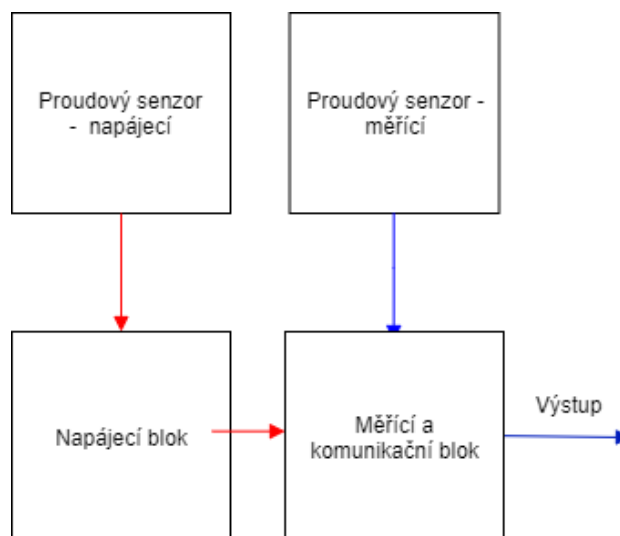 Proudový senzor
- napájecí
Proudový senzor -
měřící
Napájecí blok
Měřící a
komunikační blok
Výstup